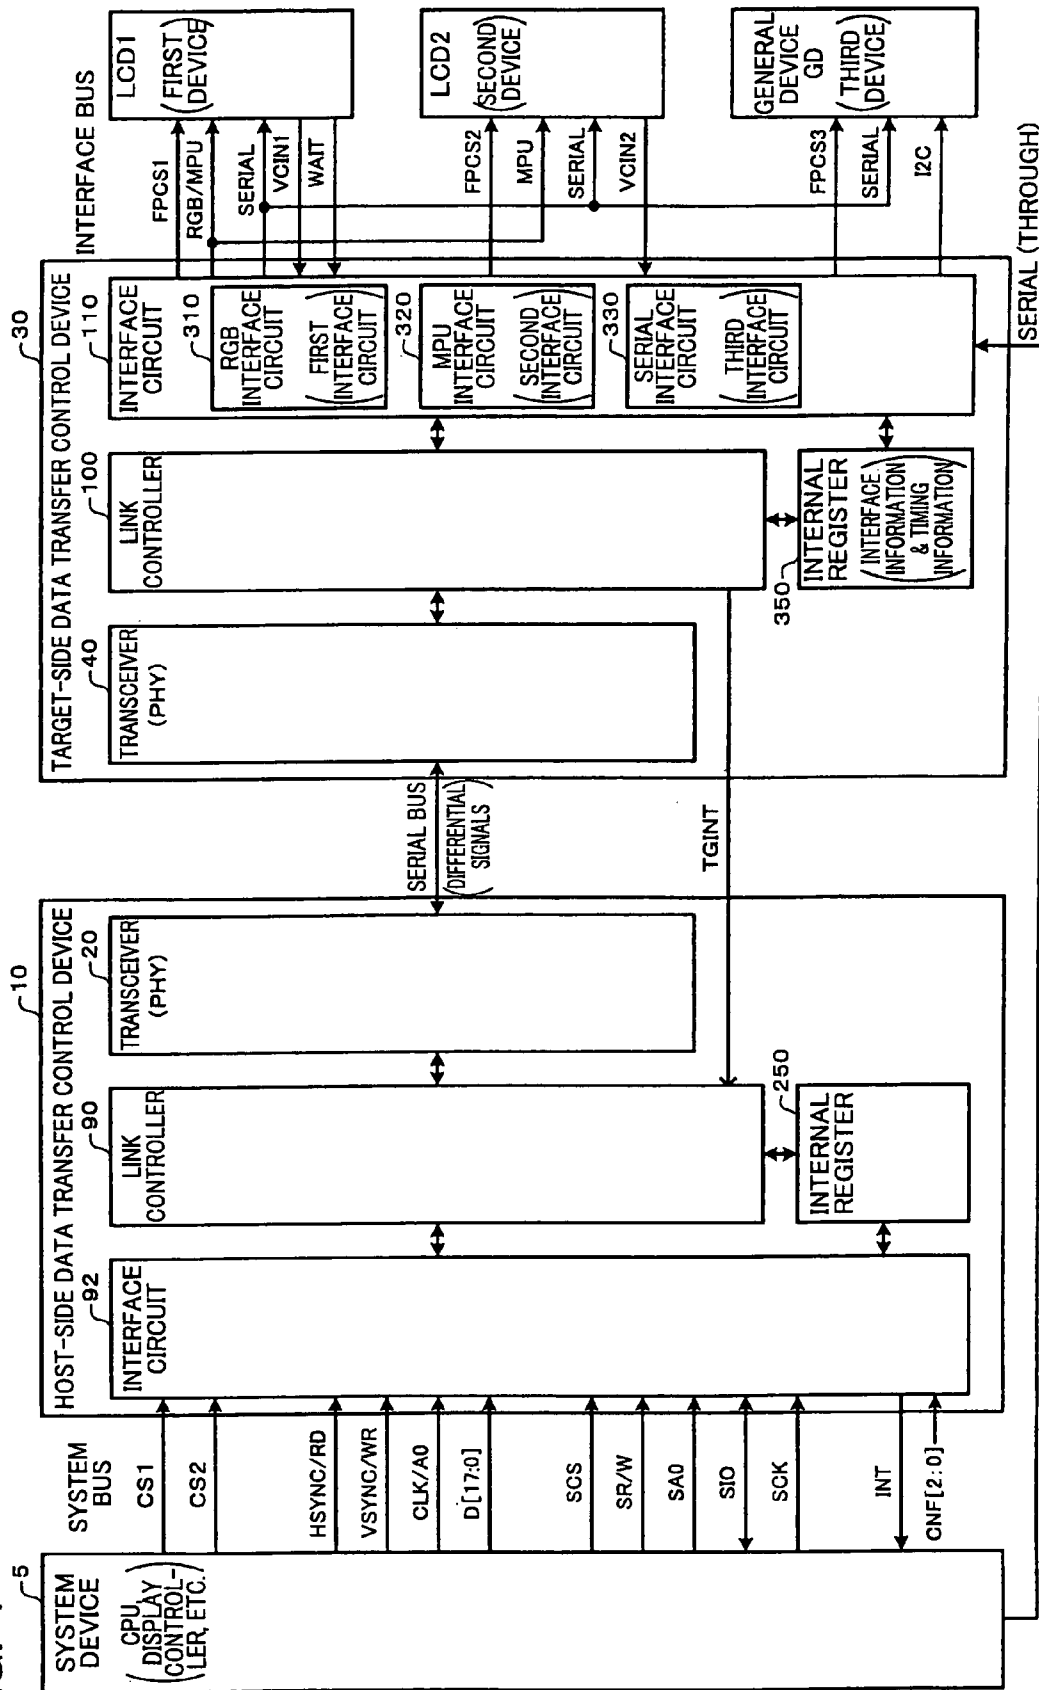 SYSTEM
DEVICE
5
(CPU,
DISPLAY
CONTROL-
LER, ETC.)
SYSTEM
BUS
CS1
CS2
HSYNC/RD
VSYNC/WR
CLK/A0
D[17:0]
SCS
SR/W
SA0
SIO
SCK
INT
CNF[2:0]
10
HOST-SIDE DATA TRANSFER CONTROL DEVICE
92
INTERFACE
CIRCUIT
90
LINK
CONTROLLER
20
TRANSCEIVER
(PHY)
250
INTERNAL
REGISTER
SERIAL BUS
(DIFFERENTIAL
SIGNALS)
TGINT
30
TARGET-SIDE DATA TRANSFER CONTROL DEVICE
40
TRANSCEIVER
(PHY)
100
LINK
CONTROLLER
350
INTERNAL
REGISTER
(INTERFACE
INFORMATION
& TIMING
INFORMATION)
110
INTERFACE
CIRCUIT
310
RGB
INTERFACE
CIRCUIT
(FIRST
INTERFACE
CIRCUIT)
320
MPU
INTERFACE
CIRCUIT
(SECOND
INTERFACE
CIRCUIT)
330
SERIAL
INTERFACE
CIRCUIT
(THIRD
INTERFACE
CIRCUIT)
INTERFACE BUS
FPCS1
RGB/MPU
SERIAL
VCIN1
WAIT
FPCS2
MPU
SERIAL
VCIN2
FPCS3
SERIAL
I2C
SERIAL (THROUGH)
LCD1
(FIRST
DEVICE)
LCD2
(SECOND
DEVICE)
GENERAL
DEVICE
GD
(THIRD
DEVICE)